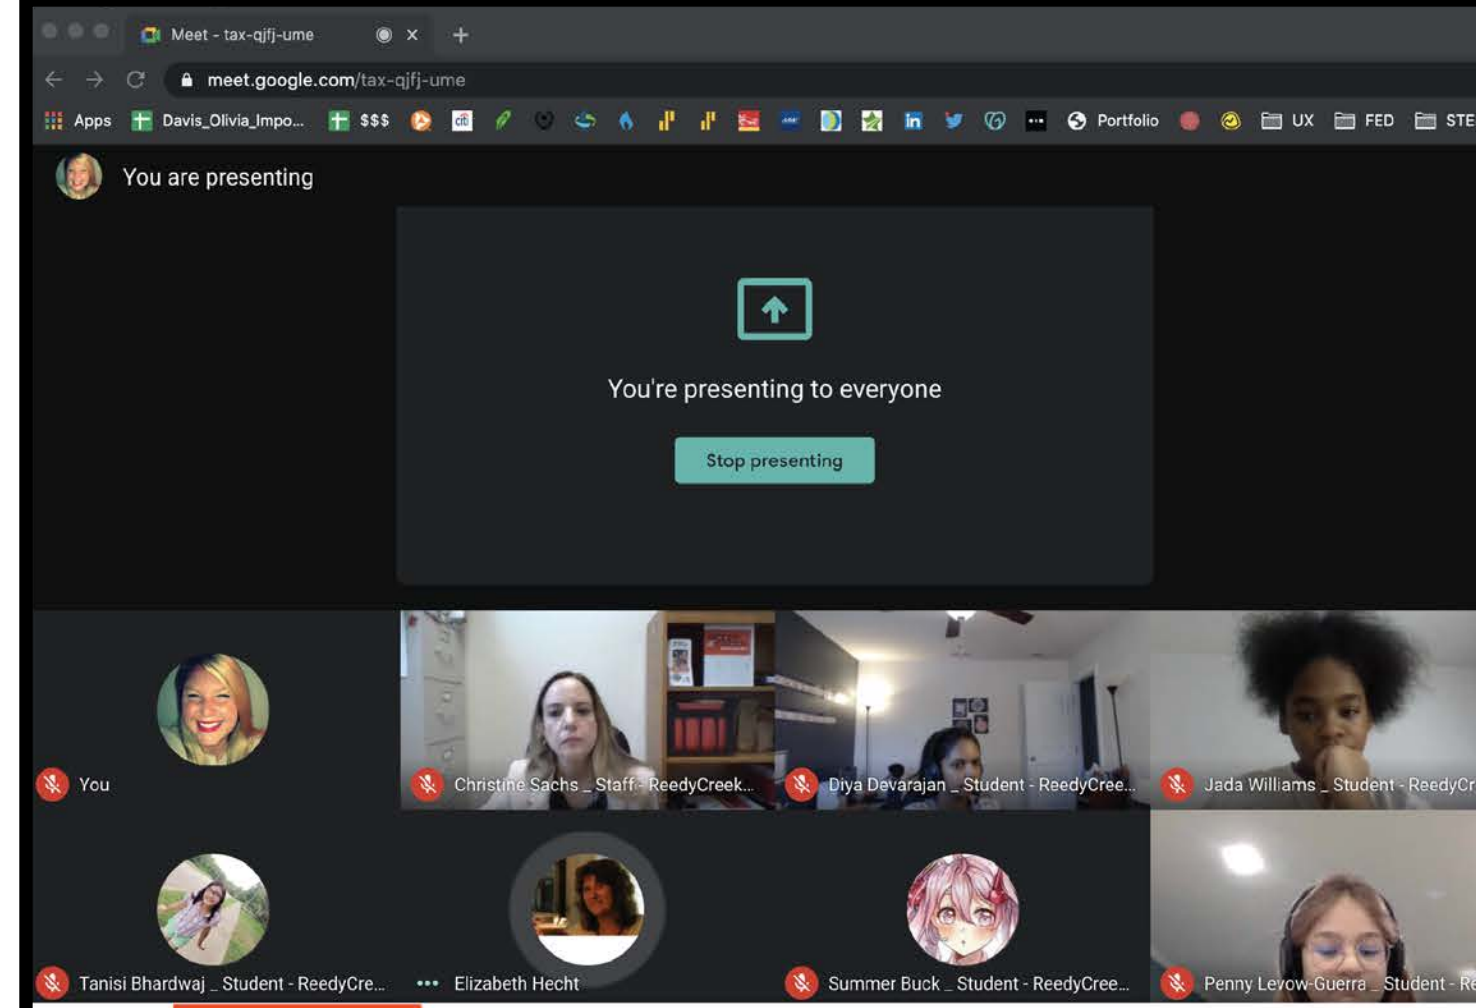 Meet - tax-qjfj-ume
meet.google.com/tax-qjfj-ume
Apps Davis_Olivia_Impo... $$$ citi in Portfolio UX FED STE
You are presenting
You're presenting to everyone
Stop presenting
You
Christine Sachs _ Staff - ReedyCreek...
Diya Devarajan _ Student - ReedyCree...
Jada Williams _ Student - ReedyCr
Tanisi Bhardwaj _ Student - ReedyCre...
Elizabeth Hecht
Summer Buck _ Student - ReedyCree...
Penny Levow-Guerra _ Student - Re